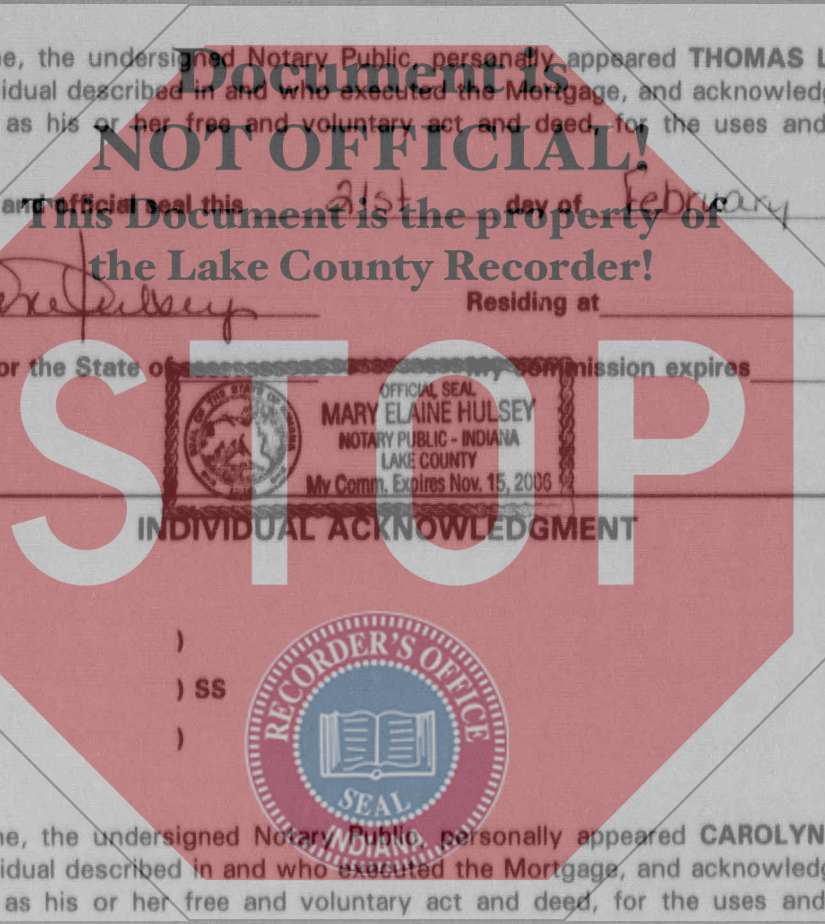 e, the undersigned Notary Public, personally appeared THOMAS L
Document is
idual described in and who executed the Mortgage, and acknowledg
NOT OFFICIAL!
as his or her free and voluntary act and deed, for the uses and
and official seal this 21st day of February
This Document is the property of
the Lake County Recorder!
Hulsey
Residing at
STOP
or the State of
My Commission expires
OFFICIAL SEAL
MARY ELAINE HULSEY
NOTARY PUBLIC - INDIANA
LAKE COUNTY
My Comm. Expires Nov. 15, 2006
INDIVIDUAL ACKNOWLEDGMENT
)
) SS
)
RECORDER'S OFFICE
SEAL
INDIANA
e, the undersigned Notary Public, personally appeared CAROLYN
vidual described in and who executed the Mortgage, and acknowledg
as his or her free and voluntary act and deed, for the uses and